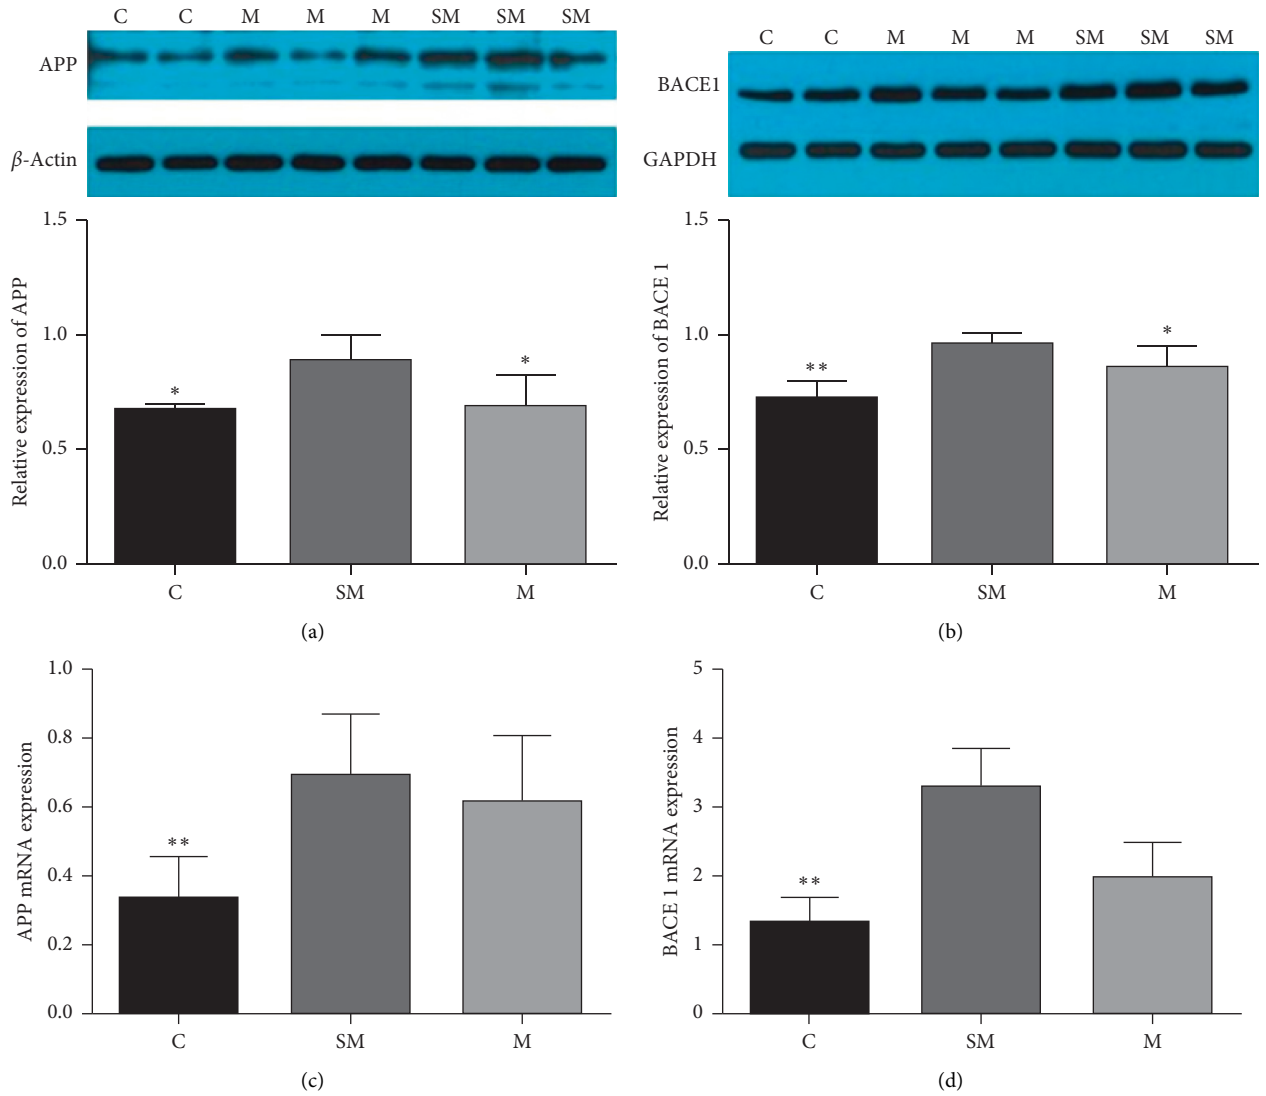 C C M M M SM SM SM
APP
β-Actin
1.5
1.0
0.5
0.0
Relative expression of APP
*
*
C SM M
(a)
C C M M M SM SM SM
BACE1
GAPDH
1.5
1.0
0.5
0.0
Relative expression of BACE 1
**
*
C SM M
(b)
1.0
0.8
0.6
0.4
0.2
0.0
APP mRNA expression
**
C SM M
(c)
5
4
3
2
1
0
BACE 1 mRNA expression
**
C SM M
(d)